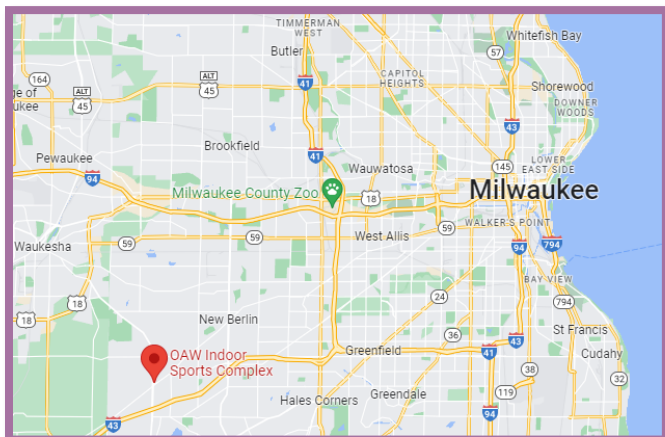 TIMMERMAN
WEST
Whitefish Bay
Butler
57
164
ALT
45
ALT
45
41
CAPITOL
HEIGHTS
Shorewood
DOWNER
WOODS
ge of
ukee
43
Brookfield
41
Pewaukee
94
Wauwatosa
145
LOWER
EAST SIDE
Milwaukee County Zoo
18
Milwaukee
59
59
59
West Allis
WALKER'S POINT
Waukesha
94
794
BAY VIEW
24
794
18
18
New Berlin
36
43
St Francis
OAW Indoor
Sports Complex
Greenfield
41
Cudahy
38
32
Hales Corners
Greendale
119
43
94